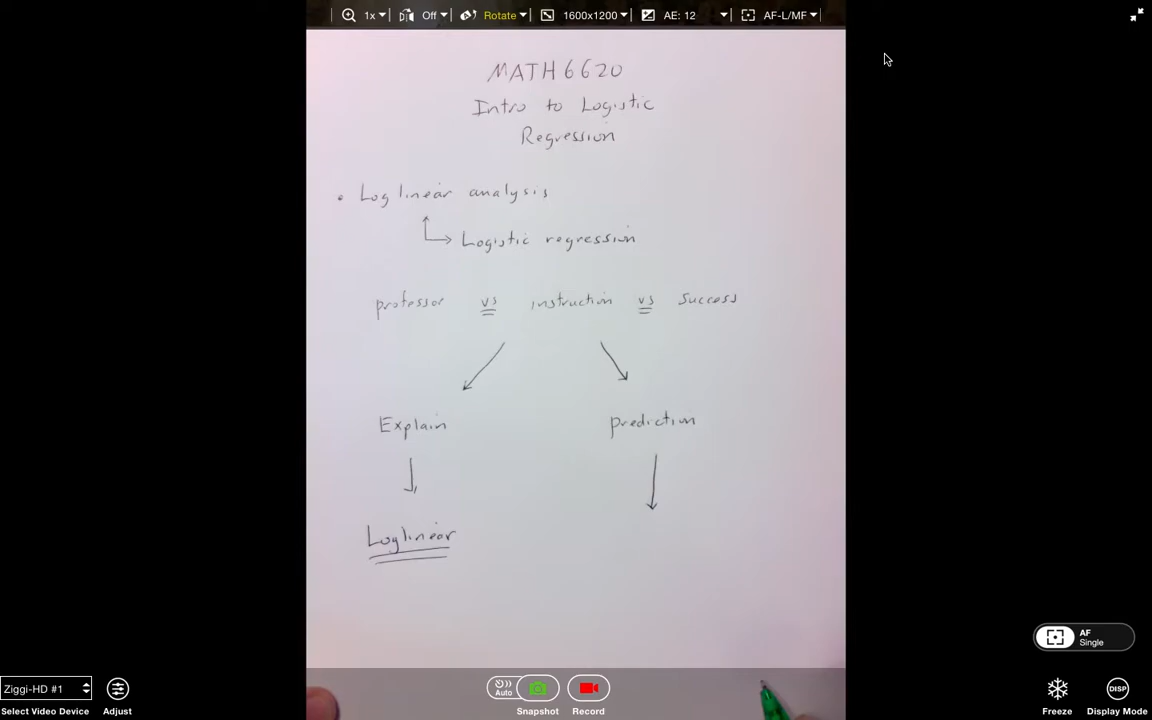 1x Off Rotate 1600x1200 AE: 12 AF-L/MF
MATH 6620
Intro to Logistic
Regression
• Loglinear analysis
Logistic regression
professor vs instruction vs Success
Explain prediction
Loglinear
AF
Single
Ziggi-HD #1
Auto
DISP
Select Video Device Adjust Snapshot Record Freeze Display Mode